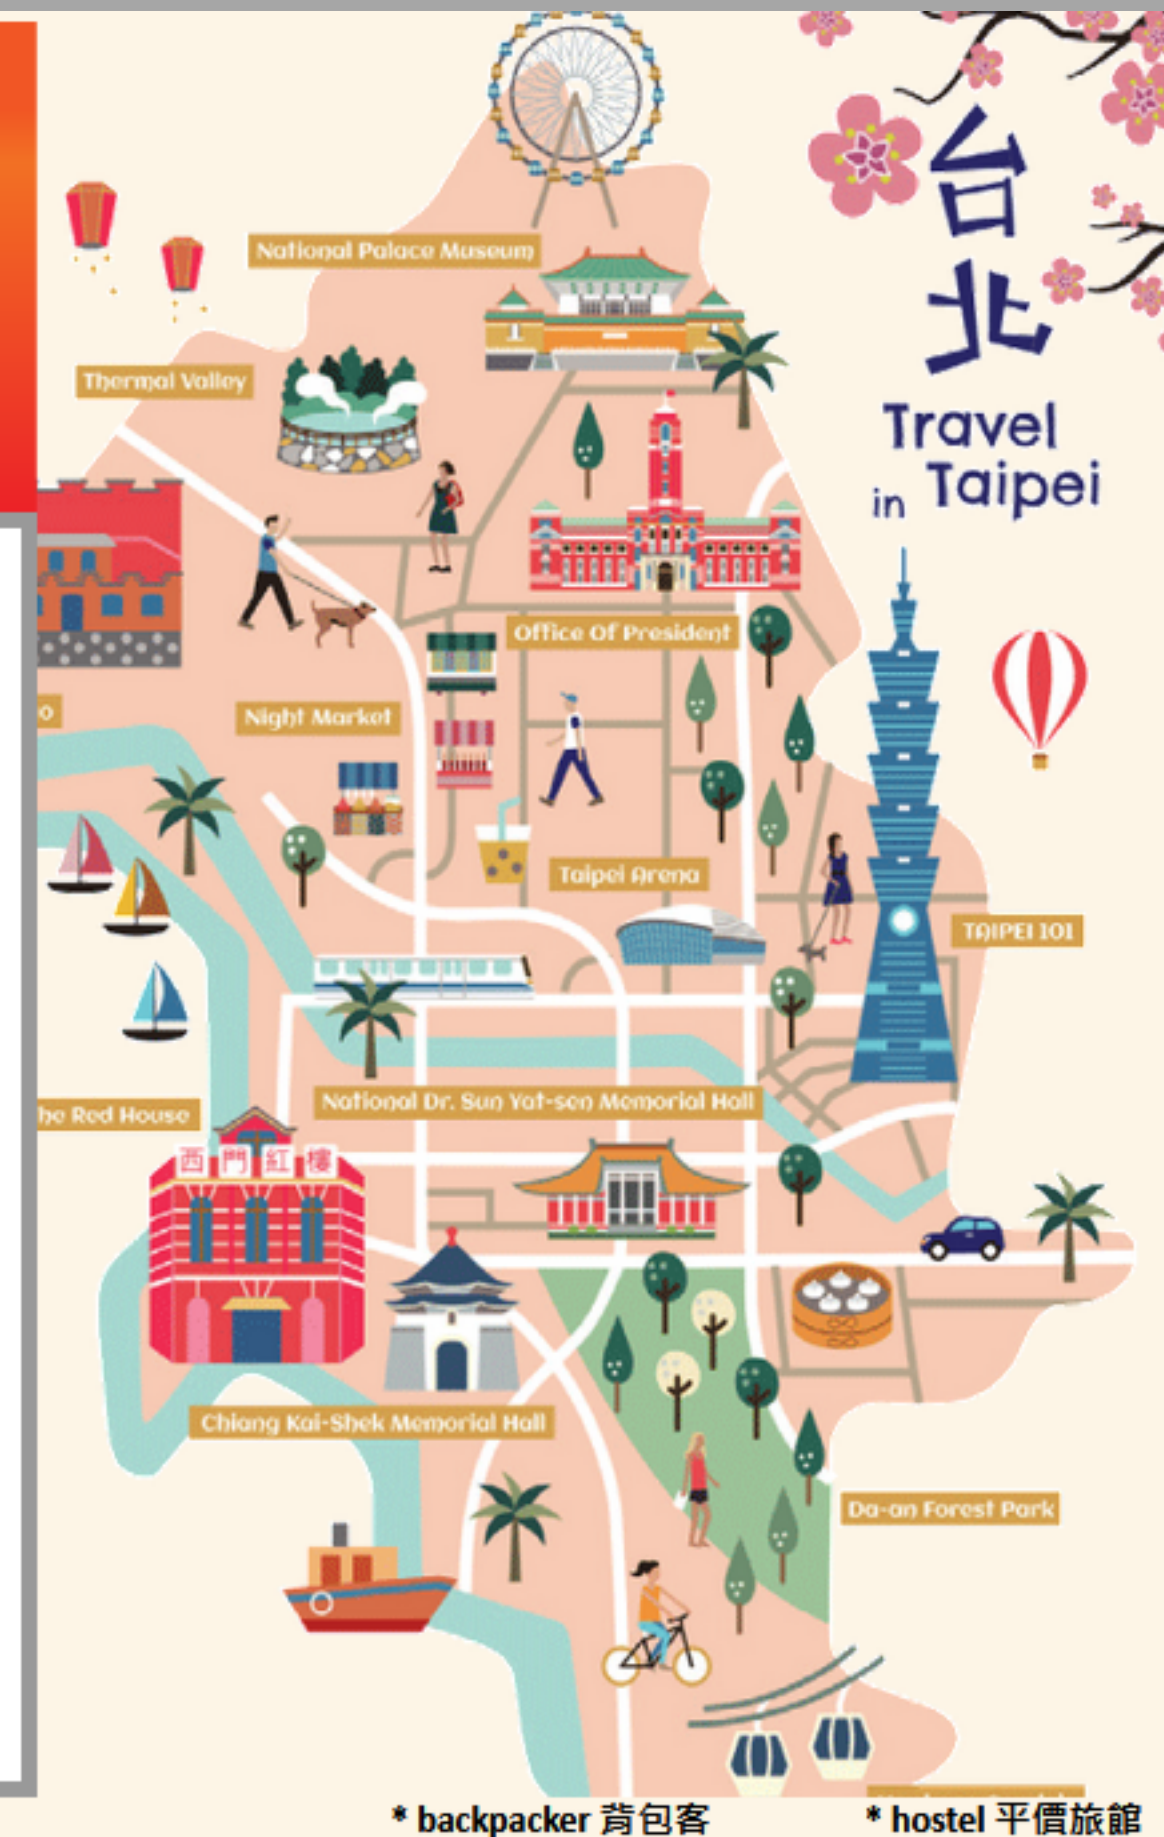 台
北
Travel
in Taipei
National Palace Museum
Thermal Valley
Office Of President
Night Market
Taipei Arena
TAIPEI 101
National Dr. Sun Yat-sen Memorial Hall
he Red House
西門紅樓
Chiang Kai-Shek Memorial Hall
Da-an Forest Park
* backpacker 背包客 * hostel 平價旅館